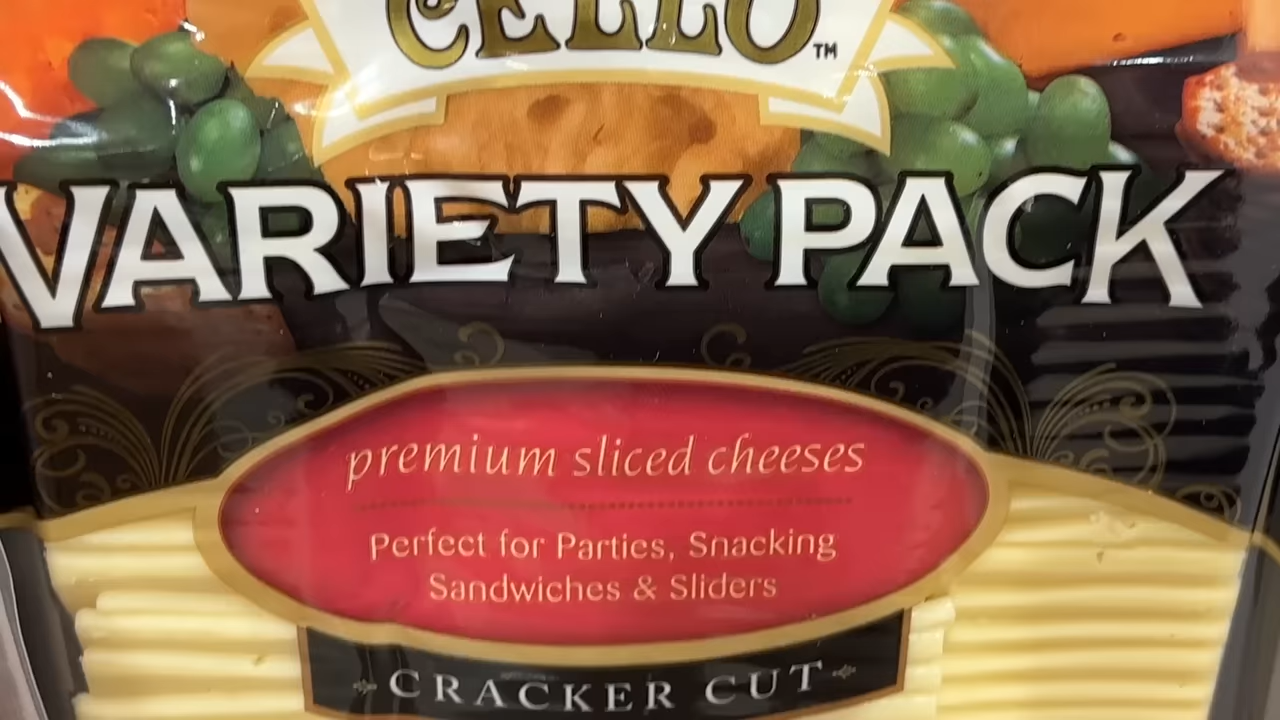 CELLO™
VARIETY PACK
premium sliced cheeses
Perfect for Parties, Snacking
Sandwiches & Sliders
CRACKER CUT